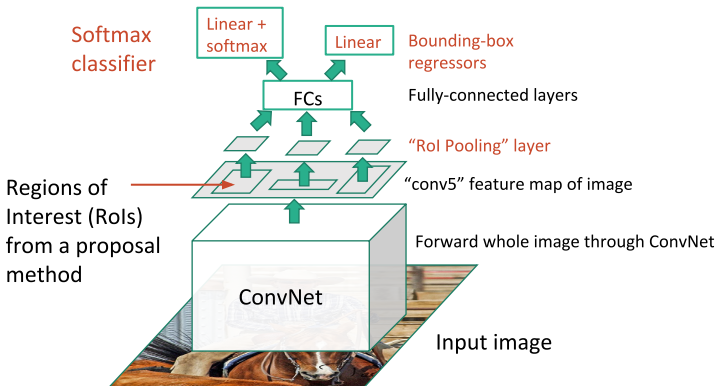 Softmax
classifier
Linear +
softmax
Linear
Bounding-box
regressors
FCs
Fully-connected layers
"RoI Pooling" layer
Regions of
Interest (RoIs)
from a proposal
method
"conv5" feature map of image
Forward whole image through ConvNet
ConvNet
Input image